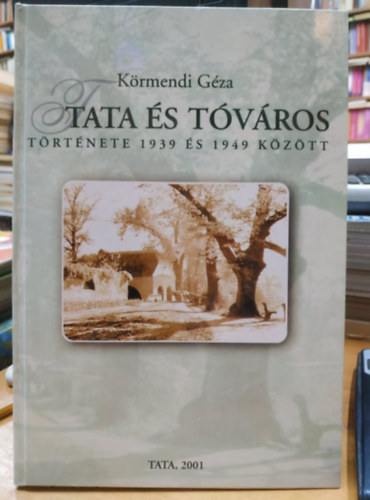 Körmendi Géza
TATA ÉS TÓVÁROS
TÖRTÉNETE 1939 ÉS 1949 KÖZÖTT
TATA, 2001